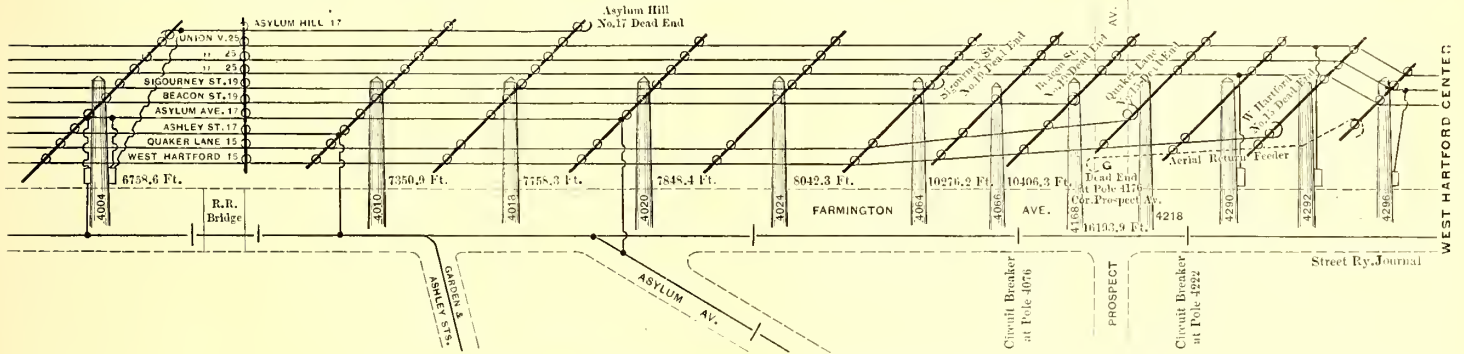 ASYLUM HILL 17
UNION V. 25
" 25
" 25
SIGOURNEY ST. 19
BEACON ST. 19
ASYLUM AVE. 17
ASHLEY ST. 17
QUAKER LANE 15
WEST HARTFORD 15
Asylum Hill
No.17 Dead End
Sigourney St.
No.19 Dead End
Beacon St.
No.19 Dead End
AV.
Quaker Lane
No.15 Dead End
W. Hartford
No.15 Dead End
Aerial Return Feeder
G
Dead End
at Pole 4176
Cor. Prospect Av.
6758.6 Ft.
7350.9 Ft.
7758.3 Ft.
7848.4 Ft.
8042.3 Ft.
10276.2 Ft.
10406.3 Ft.
16193.9 Ft.
4004
4010
4018
4020
4024
4064
4066
4168
4218
4290
4292
4296
R.R.
Bridge
FARMINGTON AVE.
WEST HARTFORD CENTER
GARDEN &
ASHLEY STS.
ASYLUM
AV.
Circuit Breaker
at Pole 4076
PROSPECT
Circuit Breaker
at Pole 4222
Street Ry. Journal